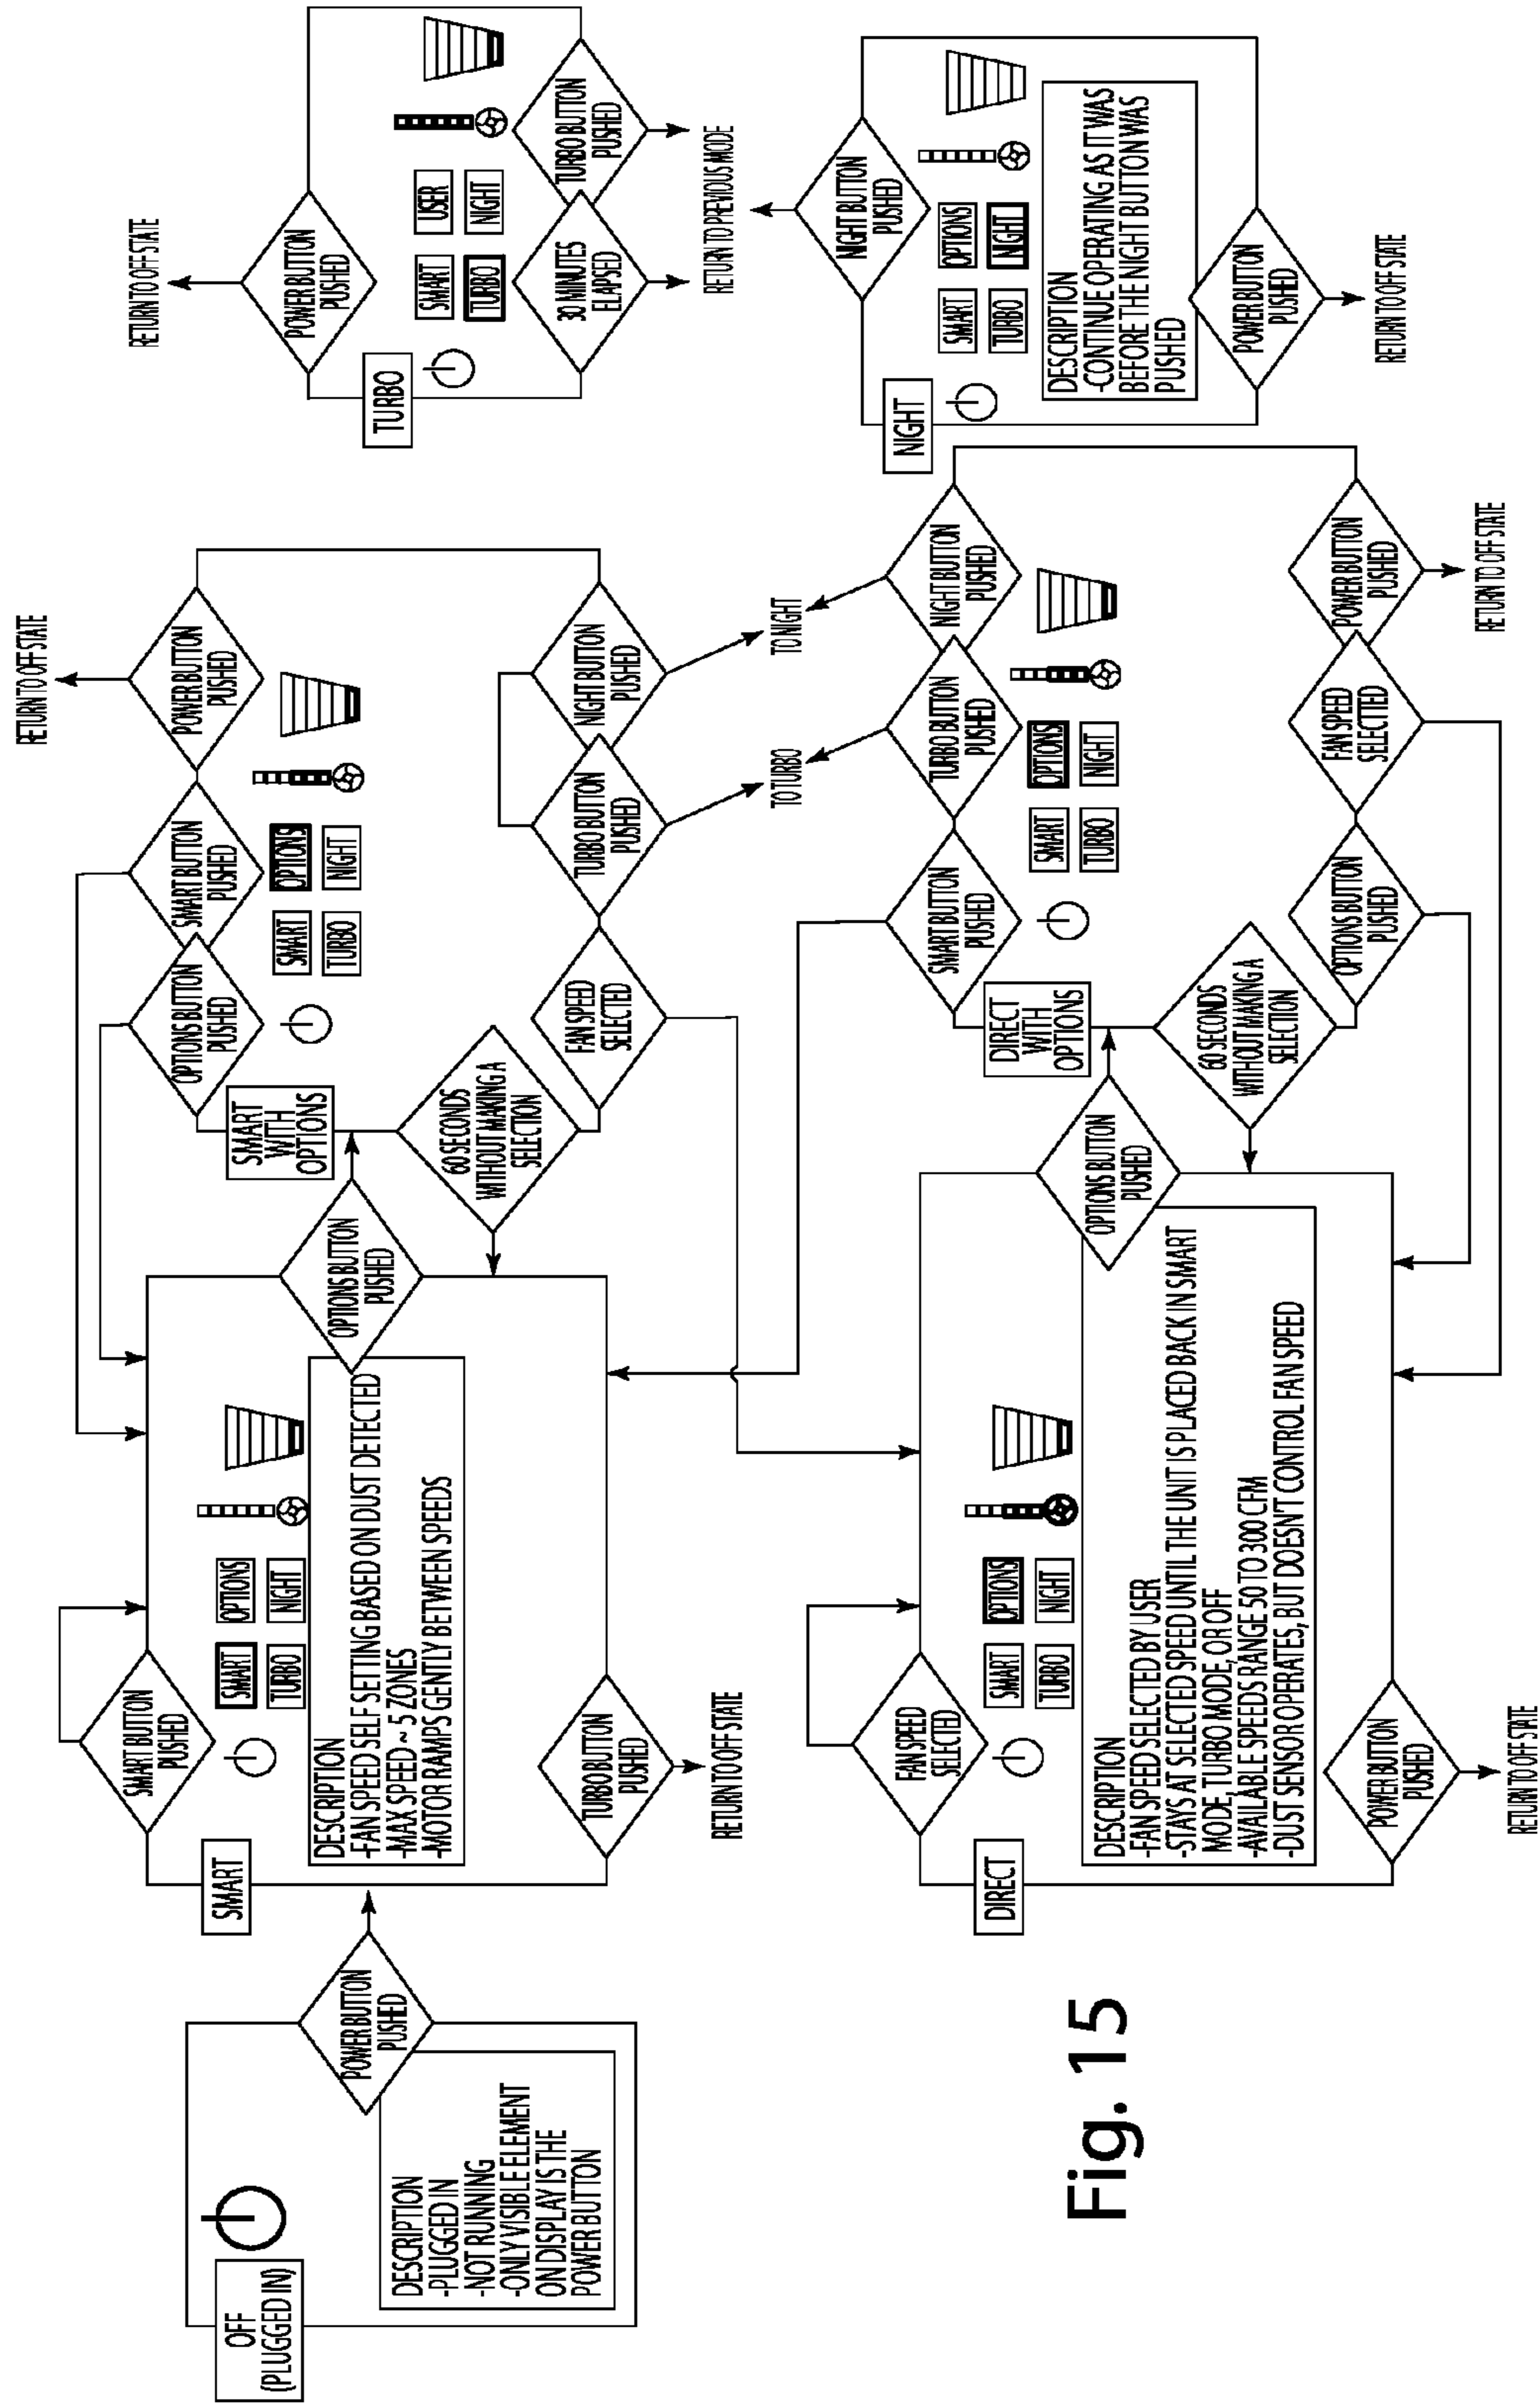 OFF
(PLUGGED IN)
DESCRIPTION
-PLUGGED IN
-NOT RUNNING
-ONLY VISIBLE ELEMENT
ON DISPLAY IS THE
POWER BUTTON
POWER BUTTON
PUSHED
SMART
SMART BUTTON
PUSHED
SMART
OPTIONS
TURBO
NIGHT
DESCRIPTION
-FAN SPEED SELF SETTING BASED ON DUST DETECTED
-MAX SPEED ~ 5 ZONES
-MOTOR RAMPS GENTLY BETWEEN SPEEDS
TURBO BUTTON
PUSHED
RETURN TO OFF STATE
OPTIONS BUTTON
PUSHED
SMART
WITH
OPTIONS
60 SECONDS
WITHOUT MAKING A
SELECTION
OPTIONS BUTTON
PUSHED
SMART BUTTON
PUSHED
POWER BUTTON
PUSHED
RETURN TO OFF STATE
SMART
OPTIONS
TURBO
NIGHT
FAN SPEED
SELECTED
TURBO BUTTON
PUSHED
NIGHT BUTTON
PUSHED
TO TURBO
TO NIGHT
TURBO
POWER BUTTON
PUSHED
RETURN TO OFF STATE
SMART
USER
TURBO
NIGHT
30 MINUTES
ELAPSED
TURBO BUTTON
PUSHED
RETURN TO PREVIOUS MODE
DIRECT
FAN SPEED
SELECTED
SMART
OPTIONS
TURBO
NIGHT
DESCRIPTION
-FAN SPEED SELECTED BY USER
-STAYS AT SELECTED SPEED UNTIL THE UNIT IS PLACED BACK IN SMART
MODE, TURBO MODE, OR OFF
-AVAILABLE SPEEDS RANGE 50 TO 300 CFM
-DUST SENSOR OPERATES, BUT DOESN'T CONTROL FAN SPEED
POWER BUTTON
PUSHED
RETURN TO OFF STATE
OPTIONS BUTTON
PUSHED
DIRECT
WITH
OPTIONS
60 SECONDS
WITHOUT MAKING A
SELECTION
SMART BUTTON
PUSHED
TURBO BUTTON
PUSHED
NIGHT BUTTON
PUSHED
SMART
OPTIONS
TURBO
NIGHT
OPTIONS BUTTON
PUSHED
FAN SPEED
SELECTTED
POWER BUTTON
PUSHED
RETURN TO OFF STATE
NIGHT
NIGHT BUTTON
PUSHED
SMART
OPTIONS
TURBO
NIGHT
DESCRIPTION
-CONTINUE OPERATING AS IT WAS
BEFORE THE NIGHT BUTTON WAS
PUSHED
POWER BUTTON
PUSHED
RETURN TO OFF STATE
Fig. 15